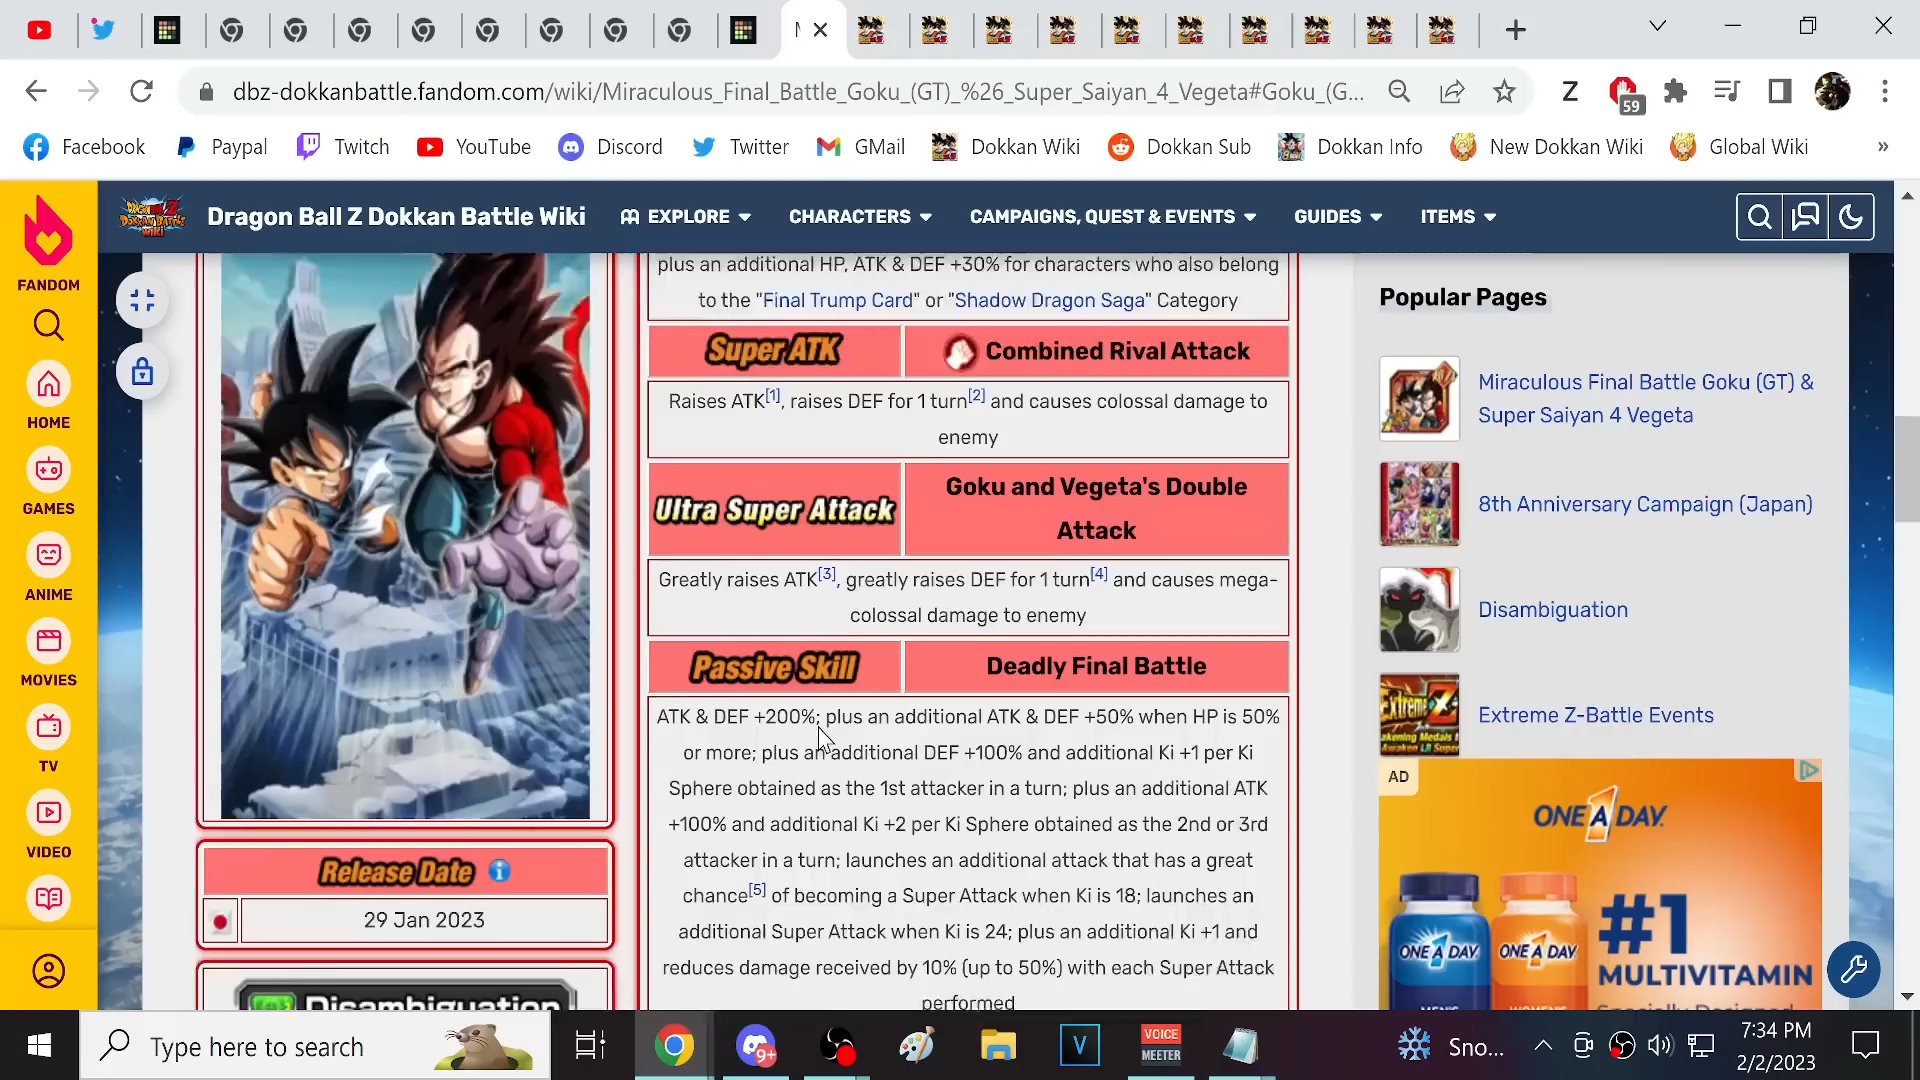 dbz-dokkanbattle.fandom.com/wiki/Miraculous_Final_Battle_Goku_(GT)_%26_Super_Saiyan_4_Vegeta#Goku_(G...
59
Facebook
Paypal
Twitch
YouTube
Discord
Twitter
GMail
Dokkan Wiki
Dokkan Sub
Dokkan Info
New Dokkan Wiki
Global Wiki
»
Dragon Ball Z Dokkan Battle Wiki
EXPLORE
CHARACTERS
CAMPAIGNS, QUEST & EVENTS
GUIDES
ITEMS
FANDOM
HOME
GAMES
ANIME
MOVIES
TV
VIDEO
Release Date
29 Jan 2023
Disambiguation
plus an additional HP, ATK & DEF +30% for characters who also belong
to the "Final Trump Card" or "Shadow Dragon Saga" Category
Super ATK
Combined Rival Attack
Raises ATK[1], raises DEF for 1 turn[2] and causes colossal damage to
enemy
Ultra Super Attack
Goku and Vegeta's Double
Attack
Greatly raises ATK[3], greatly raises DEF for 1 turn[4] and causes mega-
colossal damage to enemy
Passive Skill
Deadly Final Battle
ATK & DEF +200%; plus an additional ATK & DEF +50% when HP is 50%
or more; plus an additional DEF +100% and additional Ki +1 per Ki
Sphere obtained as the 1st attacker in a turn; plus an additional ATK
+100% and additional Ki +2 per Ki Sphere obtained as the 2nd or 3rd
attacker in a turn; launches an additional attack that has a great
chance[5] of becoming a Super Attack when Ki is 18; launches an
additional Super Attack when Ki is 24; plus an additional Ki +1 and
reduces damage received by 10% (up to 50%) with each Super Attack
performed
Popular Pages
Miraculous Final Battle Goku (GT) &
Super Saiyan 4 Vegeta
8th Anniversary Campaign (Japan)
Disambiguation
Extreme Z-Battle Events
AD
ONE A DAY
#1
MULTIVITAMIN
ONE A DAY
ONE A DAY
Type here to search
9+
V
VOICE
MEETER
Sno...
7:34 PM
2/2/2023